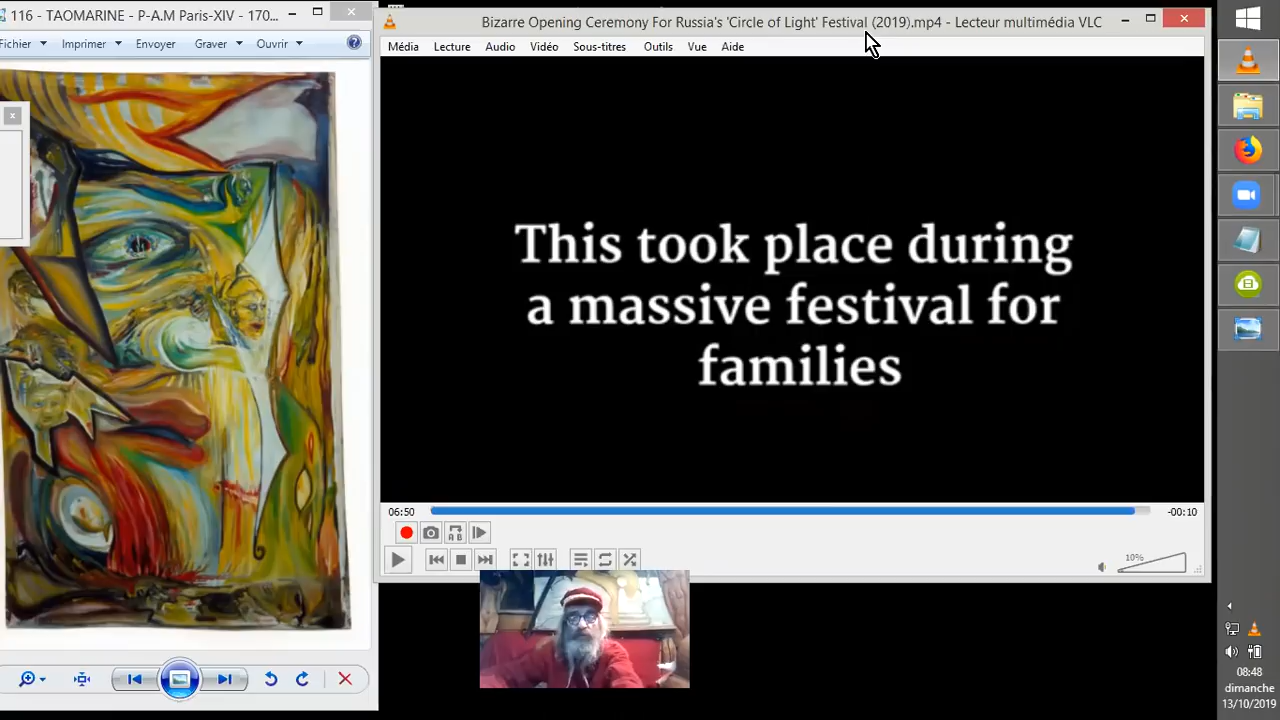 116 - TAOMARINE - P-A.M Paris-XIV - 170...
Fichier
Imprimer
Envoyer
Graver
Ouvrir
Bizarre Opening Ceremony For Russia's 'Circle of Light' Festival (2019).mp4 - Lecteur multimédia VLC
Média Lecture Audio Vidéo Sous-titres Outils Vue Aide
This took place during
a massive festival for
families
06:50
-00:10
10%
08:48
dimanche
13/10/2019